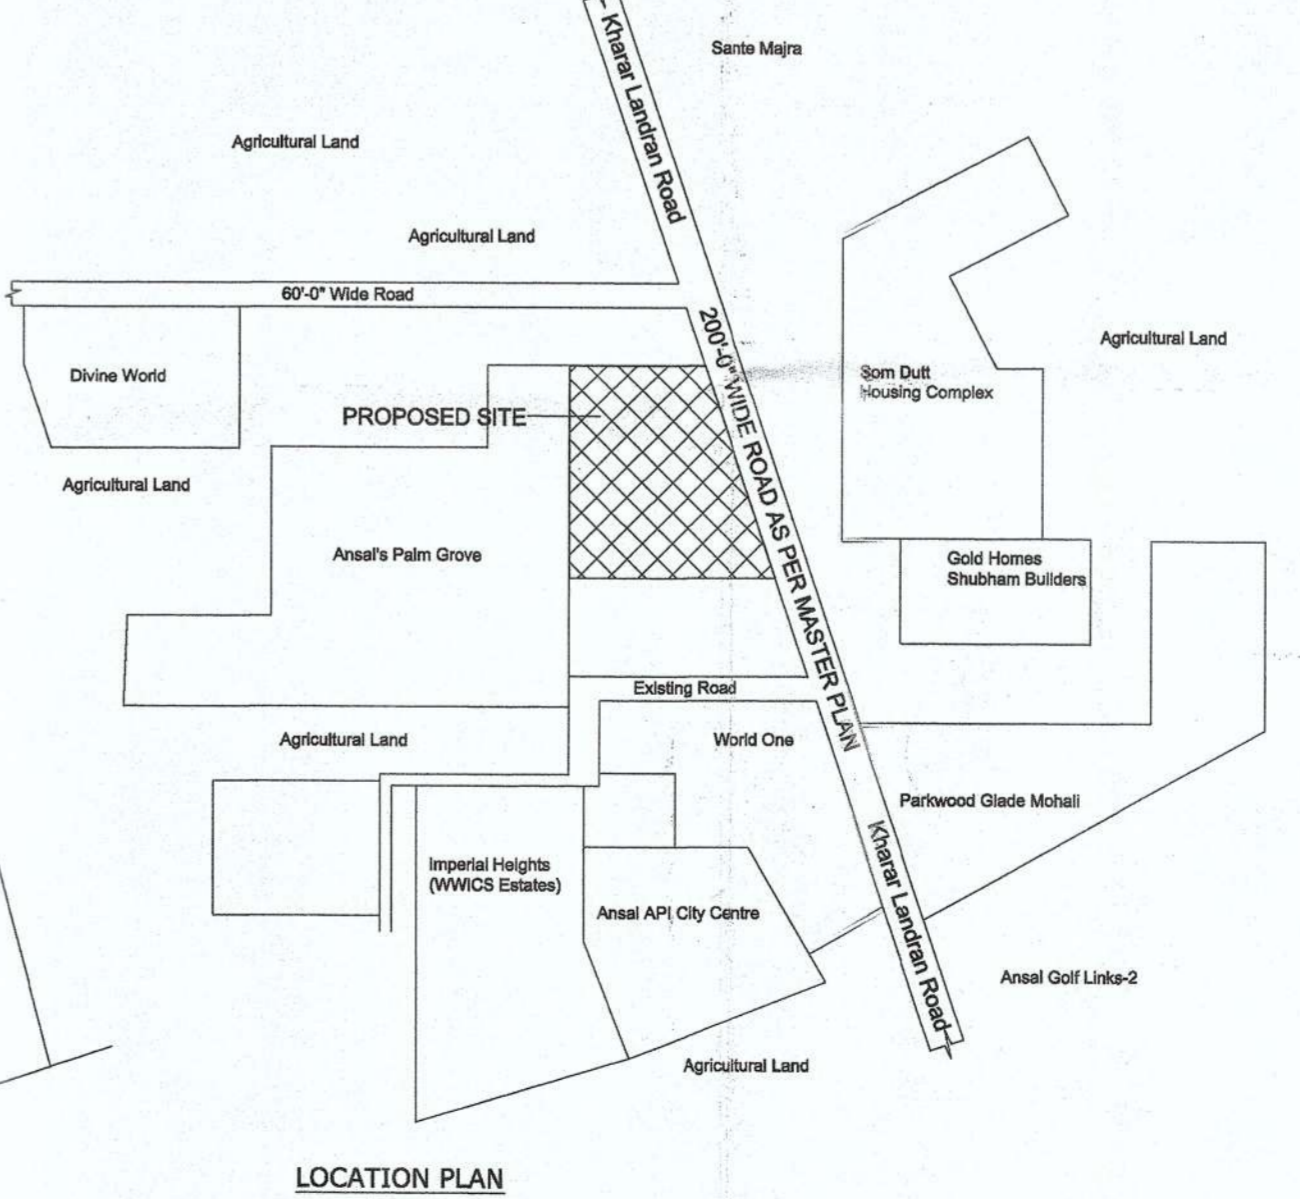 Kharar Landran Road
Sante Majra
Agricultural Land
Agricultural Land
60'-0" Wide Road
200'-0" WIDE ROAD AS PER MASTER PLAN
Agricultural Land
Divine World
Som Dutt
Housing Complex
PROPOSED SITE
Agricultural Land
Ansal's Palm Grove
Gold Homes
Shubham Builders
Existing Road
Agricultural Land
World One
Parkwood Glade Mohali
Kharar Landran Road
Imperial Heights
(WWICS Estates)
Ansal API City Centre
Ansal Golf Links-2
Agricultural Land
LOCATION PLAN